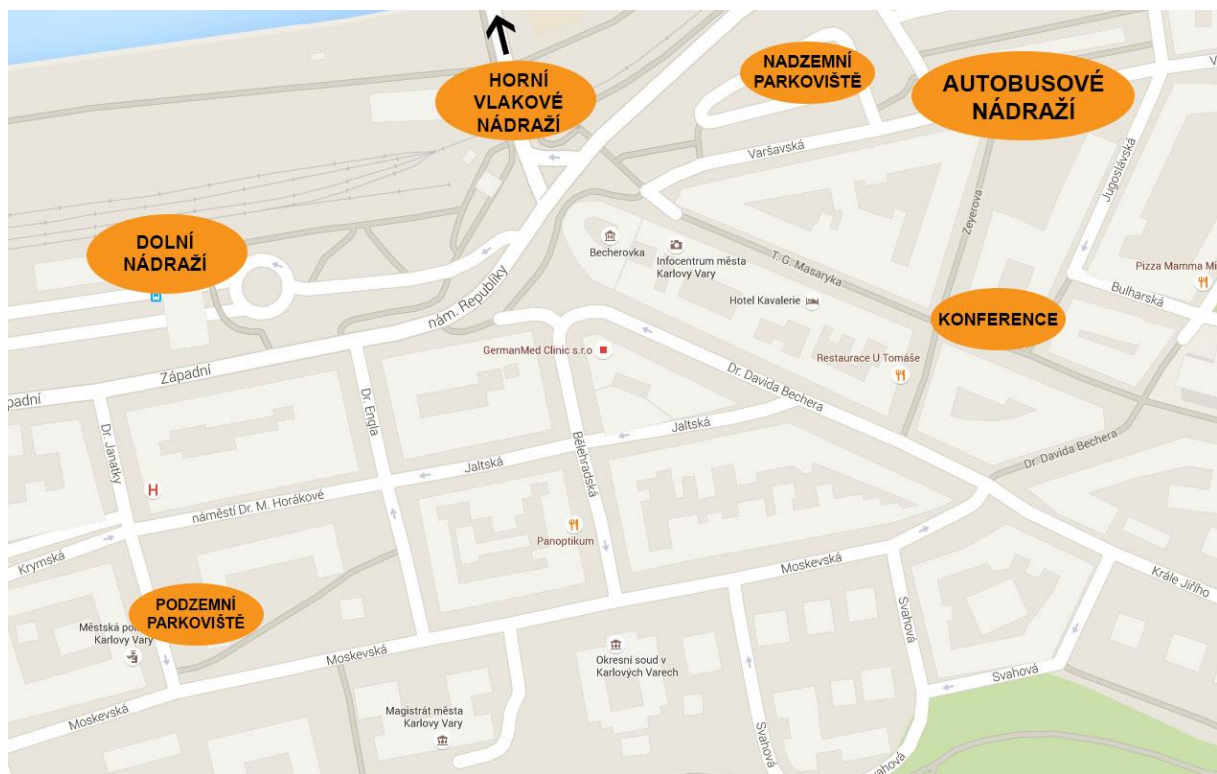 HORNÍ
VLAKOVÉ
NÁDRAŽÍ
NADZEMNÍ
PARKOVIŠTĚ
AUTOBUSOVÉ
NÁDRAŽÍ
Varšavská
Jugoslávská
Zeyerova
DOLNÍ
NÁDRAŽÍ
Becherovka
Infocentrum města
Karlovy Vary
T. G. Masaryka
Pizza Mamma Mi
Bulharská
nám. Republiky
Hotel Kavalerie
KONFERENCE
GermanMed Clinic s.r.o
Restaurace U Tomáše
Západní
padní
Dr. Engla
Dr. Davida Bechera
Dr. Janatky
Jaltská
Bělehradská
Dr. Davida Bechera
Jaltská
H
náměstí Dr. M. Horákové
Panoptikum
Krymská
Moskevská
Krále Jiřího
PODZEMNÍ
PARKOVIŠTĚ
Městská po
Karlovy Vary
Svahová
Moskevská
Okresní soud v
Karlových Varech
Svahová
Moskevská
Magistrát města
Karlovy Vary
Svahová
Svahová